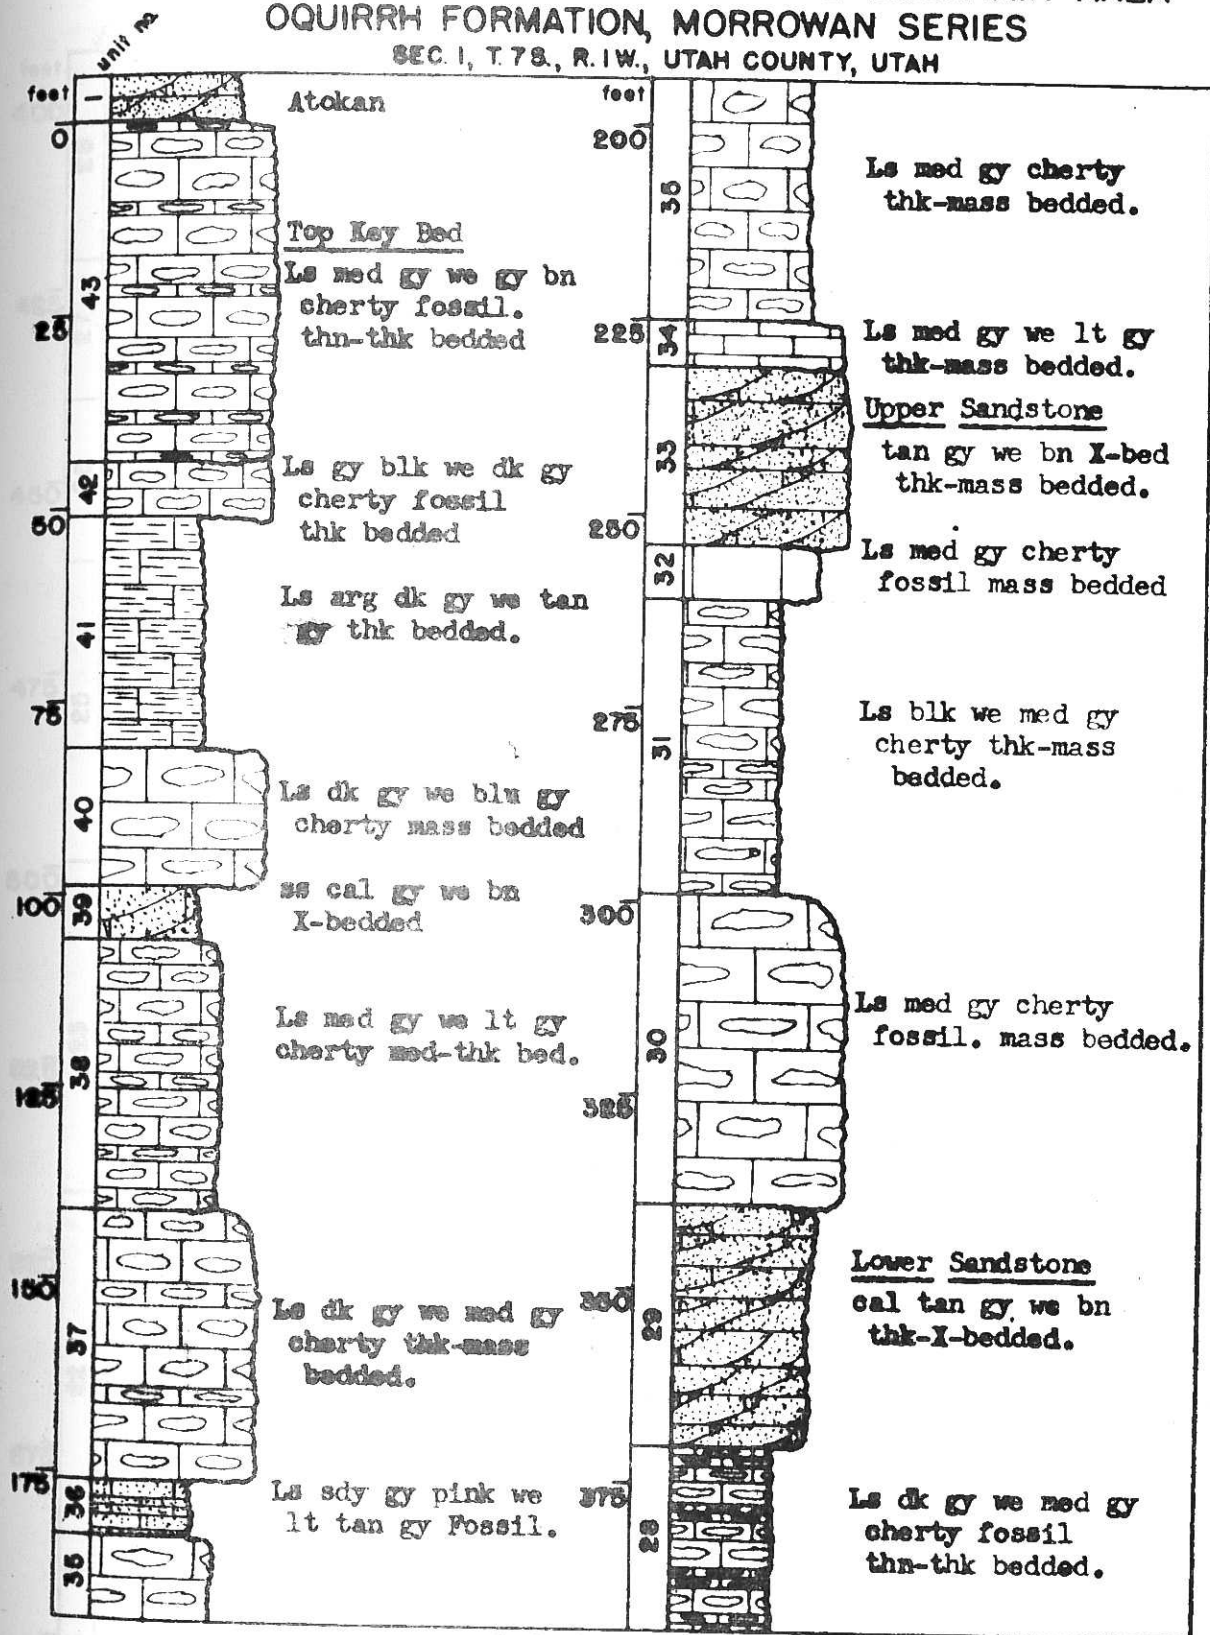 OQUIRRH FORMATION, MORROWAN SERIES
SEC. 1, T. 7S., R. 1W., UTAH COUNTY, UTAH
unit no
feet
1
Atokan
0
43
Top Key Bed
Ls med gy we gy bn
cherty fossil.
thn-thk bedded
25
42
Ls gy blk we dk gy
cherty fossil
thk bedded
50
41
Ls arg dk gy we tan
gy thk bedded.
75
40
Ls dk gy we blu gy
cherty mass bedded
100
39
ss cal gy we bn
X-bedded
38
Ls med gy we lt gy
cherty med-thk bed.
125
37
150
Ls dk gy we med gy
cherty thk-mass
bedded.
175
36
Ls sdy gy pink we
lt tan gy Fossil.
35
feet
200
35
Ls med gy cherty
thk-mass bedded.
225
34
Ls med gy we lt gy
thk-mass bedded.
33
Upper Sandstone
tan gy we bn X-bed
thk-mass bedded.
250
32
Ls med gy cherty
fossil mass bedded
275
31
Ls blk we med gy
cherty thk-mass
bedded.
300
30
Ls med gy cherty
fossil. mass bedded.
325
29
Lower Sandstone
cal tan gy we bn
thk-X-bedded.
350
375
28
Ls dk gy we med gy
cherty fossil
thn-thk bedded.